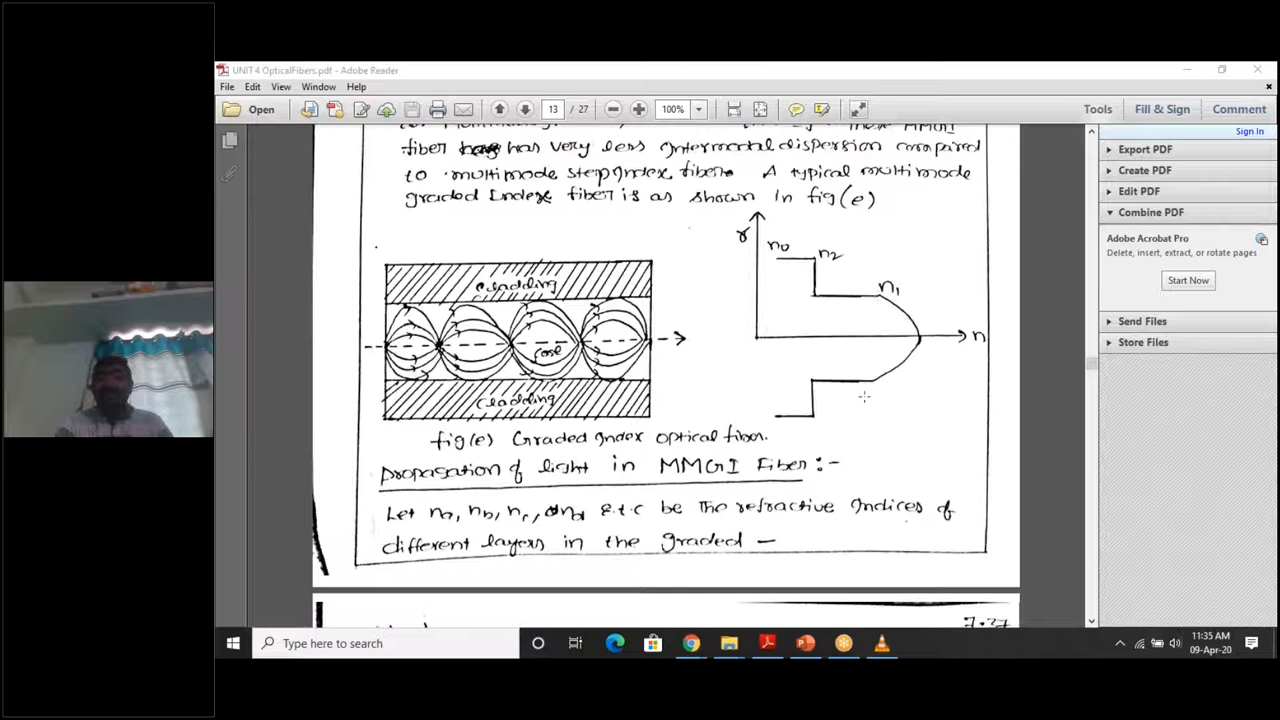 UNIT 4 OpticalFibers.pdf - Adobe Reader
File Edit View Window Help
Open 13 / 27 100% Tools Fill & Sign Comment
Sign In
Export PDF
Create PDF
Edit PDF
Combine PDF
Adobe Acrobat Pro
Delete, insert, extract, or rotate pages
Start Now
Send Files
Store Files
fiber has very less intermodal dispersion compared
to multimode step index fiber. A typical multimode
graded Index fiber is as shown in fig(e)
r n0 n2
n1
n
cladding
core
cladding
fig(e) Graded index optical fiber.
Propagation of light in MMGI Fiber:-
Let na, nb, nc, nd e.t.c be the refractive indices of
different layers in the graded -
7.27
Type here to search
11:35 AM
09-Apr-20